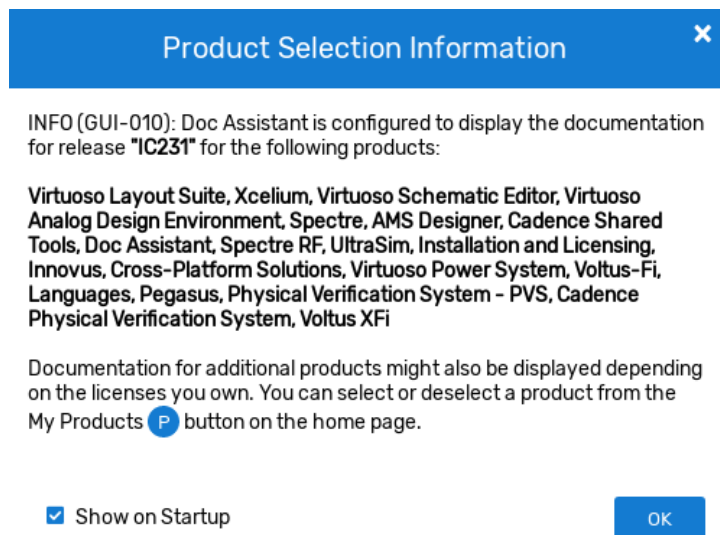 Product Selection Information
INFO (GUI-010): Doc Assistant is configured to display the documentation
for release "IC231" for the following products:
Virtuoso Layout Suite, Xcelium, Virtuoso Schematic Editor, Virtuoso
Analog Design Environment, Spectre, AMS Designer, Cadence Shared
Tools, Doc Assistant, Spectre RF, UltraSim, Installation and Licensing,
Innovus, Cross-Platform Solutions, Virtuoso Power System, Voltus-Fi,
Languages, Pegasus, Physical Verification System - PVS, Cadence
Physical Verification System, Voltus XFi
Documentation for additional products might also be displayed depending
on the licenses you own. You can select or deselect a product from the
My Products P button on the home page.
Show on Startup
OK